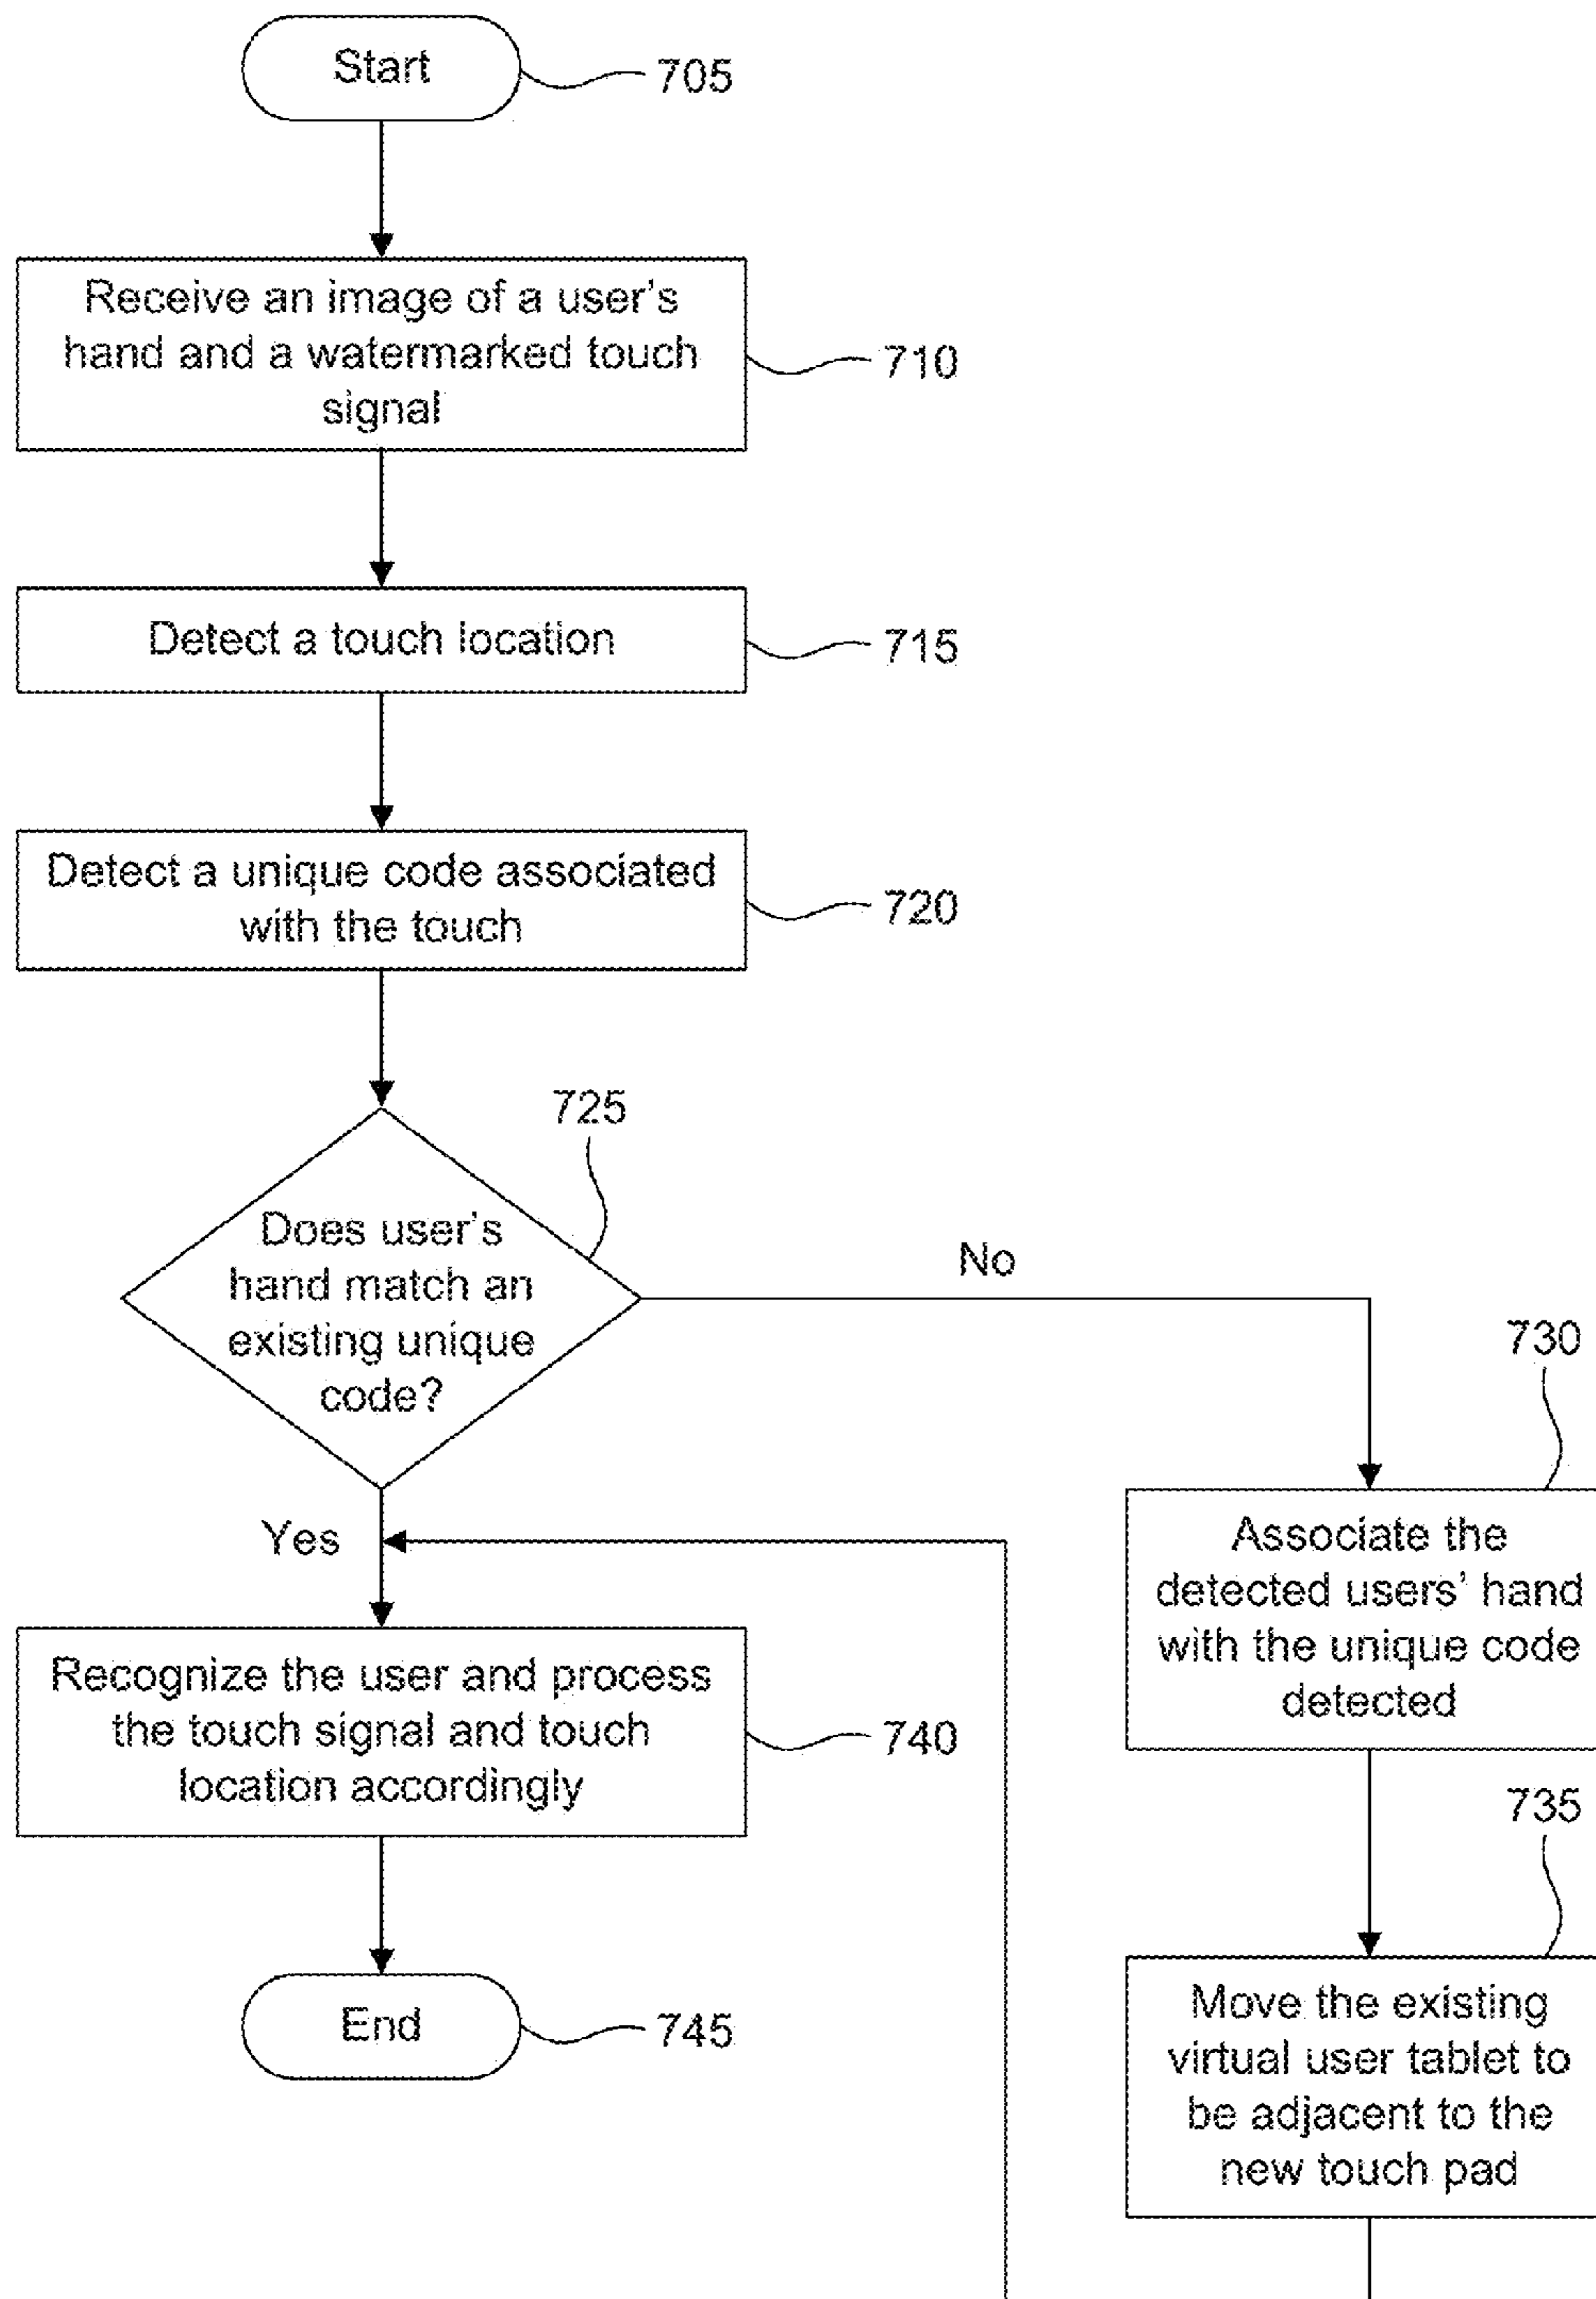 Start
705
Receive an image of a user's
hand and a watermarked touch
signal
710
Detect a touch location
715
Detect a unique code associated
with the touch
720
725
Does user's
hand match an
existing unique
code?
No
Yes
730
Associate the
detected users' hand
with the unique code
detected
735
Move the existing
virtual user tablet to
be adjacent to the
new touch pad
Recognize the user and process
the touch signal and touch
location accordingly
740
End
745